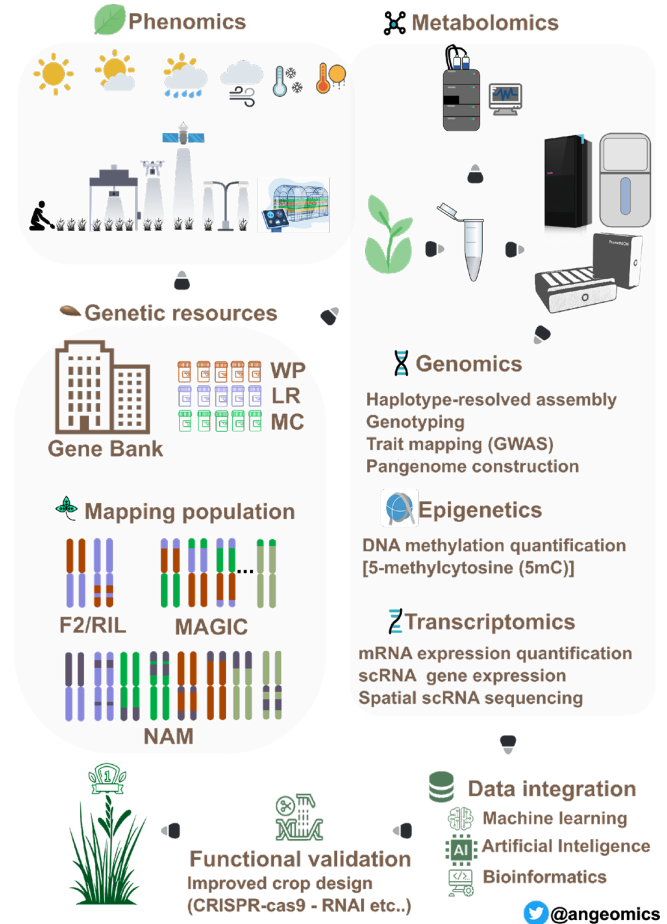 Phenomics
Metabolomics
Genetic resources
WP
LR
MC
Gene Bank
Genomics
Haplotype-resolved assembly
Genotyping
Trait mapping (GWAS)
Pangenome construction
Mapping population
...
F2/RIL
MAGIC
NAM
Epigenetics
DNA methylation quantification
[5-methylcytosine (5mC)]
Transcriptomics
mRNA expression quantification
scRNA gene expression
Spatial scRNA sequencing
1
Functional validation
Improved crop design
(CRISPR-cas9 - RNAI etc..)
Data integration
Machine learning
AI
Artificial Inteligence
Bioinformatics
@angeomics